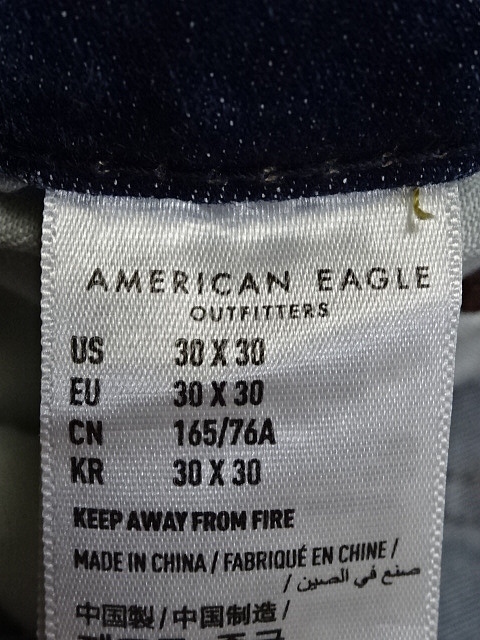 AMERICAN EAGLE
OUTFITTERS
US 30 X 30
EU 30 X 30
CN 165/76A
KR 30 X 30
KEEP AWAY FROM FIRE
MADE IN CHINA / FABRIQUÉ EN CHINE /
صنع في الصين /
中国製 / 中国制造 /